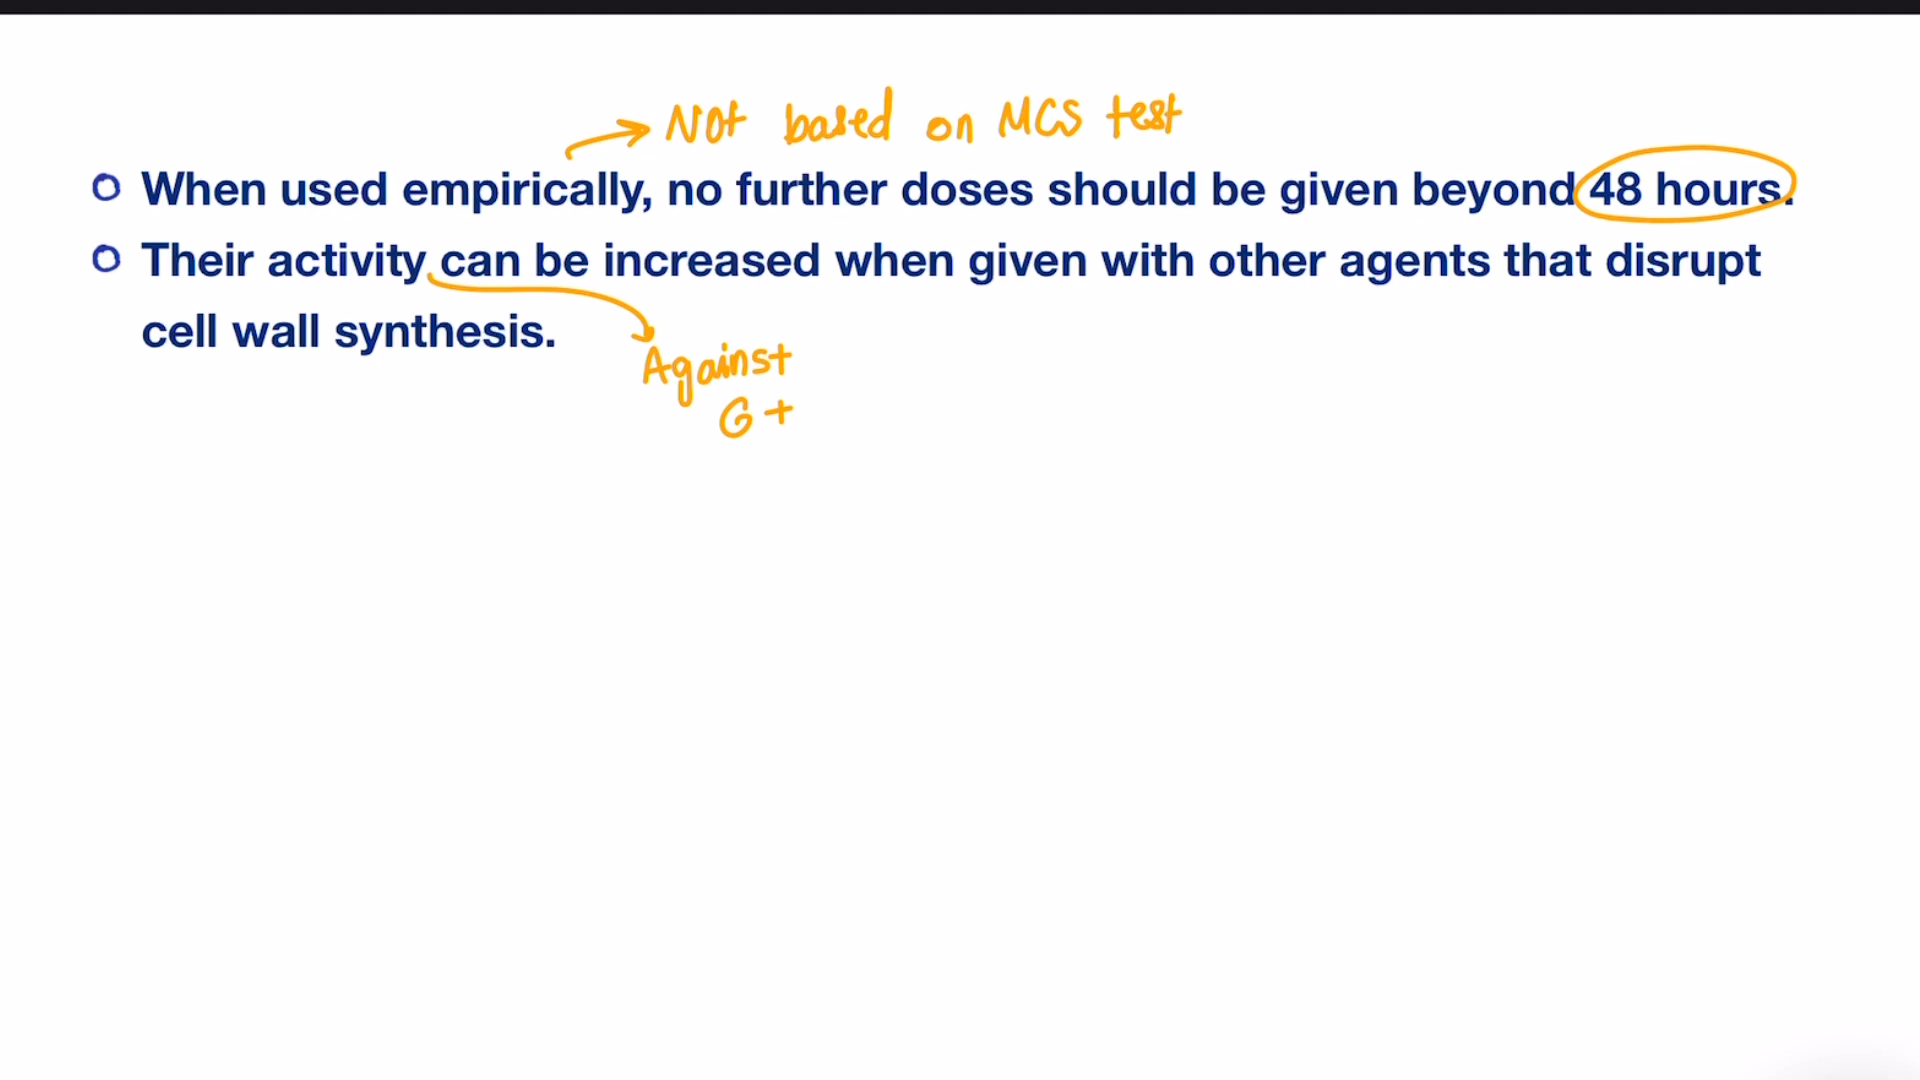 Not based on MCS test
When used empirically, no further doses should be given beyond 48 hours.
Their activity can be increased when given with other agents that disrupt
cell wall synthesis.
Against
G +